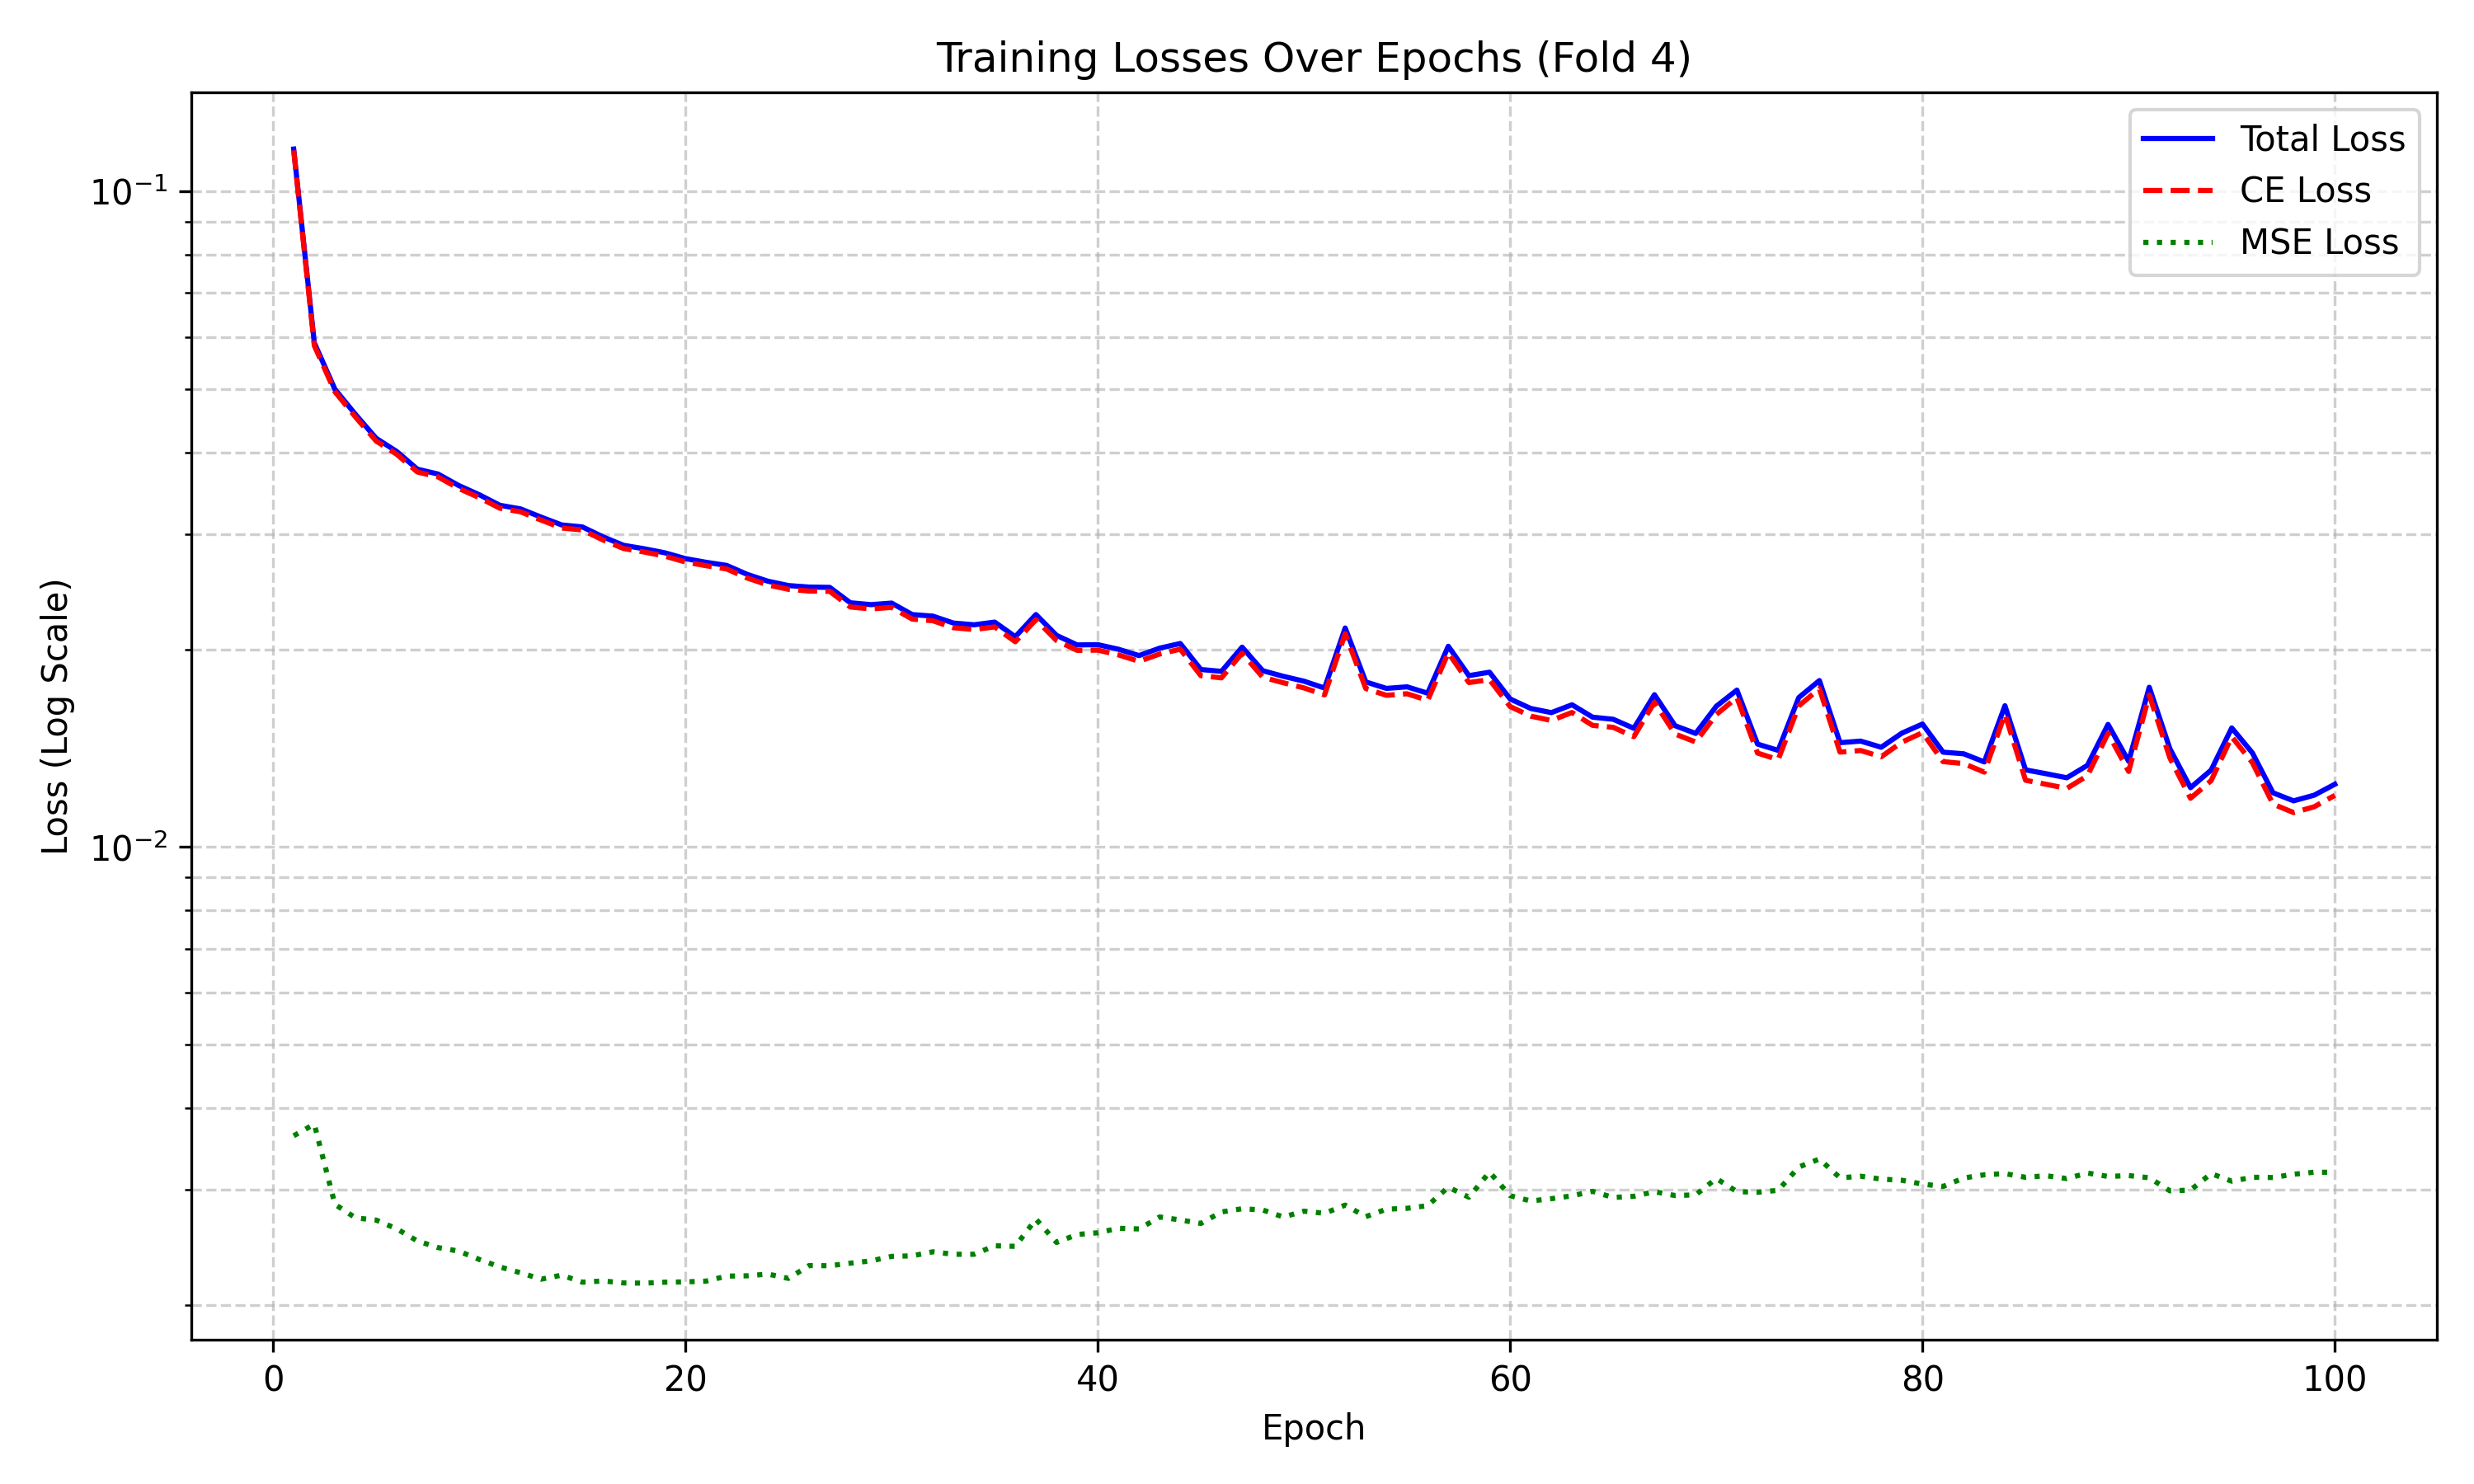 Training Losses Over Epochs (Fold 4)
Total Loss
CE Loss
MSE Loss
Loss (Log Scale)
10⁻¹
10⁻²
0 20 40 60 80 100
Epoch